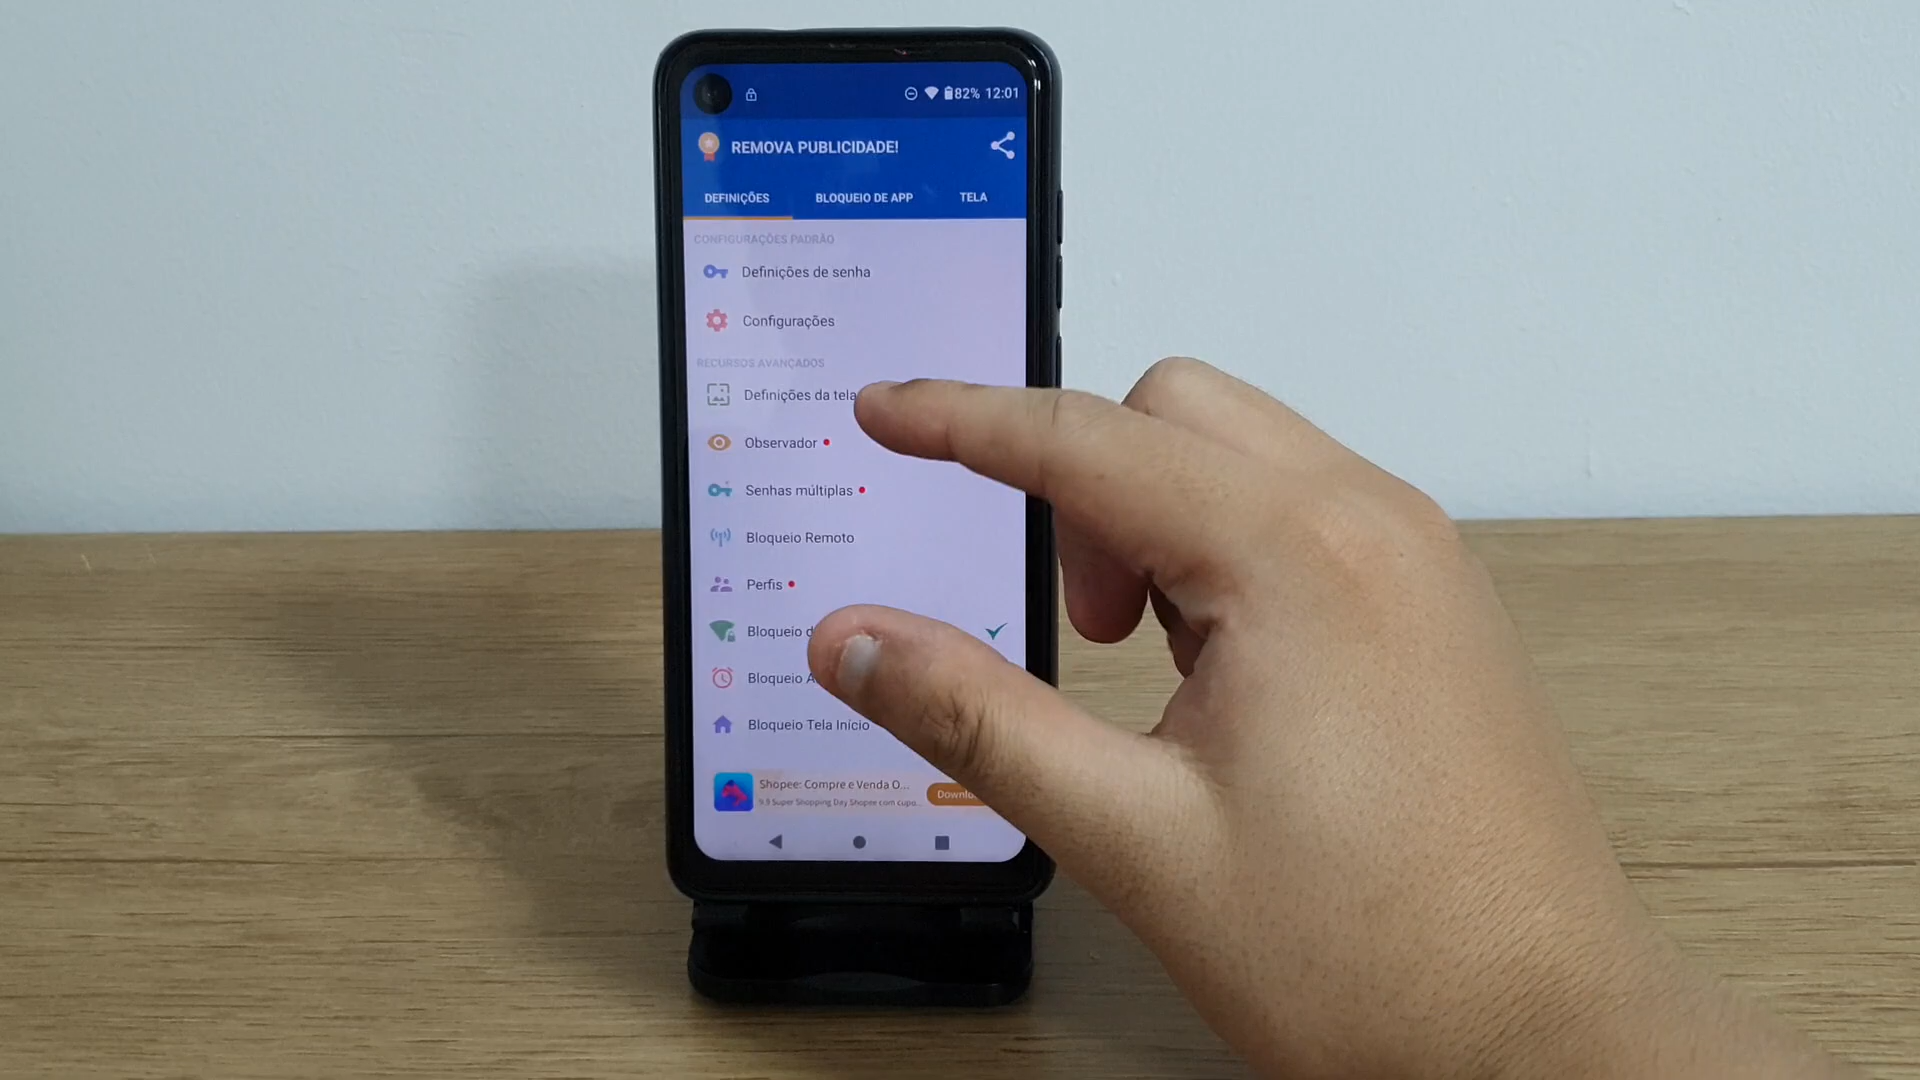 82% 12:01
REMOVA PUBLICIDADE!
DEFINIÇÕES BLOQUEIO DE APP TELA
CONFIGURAÇÕES PADRÃO
Definições de senha
Configurações
RECURSOS AVANÇADOS
Definições da tela
Observador
Senhas múltiplas
Bloqueio Remoto
Perfis
Bloqueio
Bloqueio
Bloqueio Tela Início
Shopee: Compre e Venda O...
9.9 Super Shopping Day Shopee com cupo...